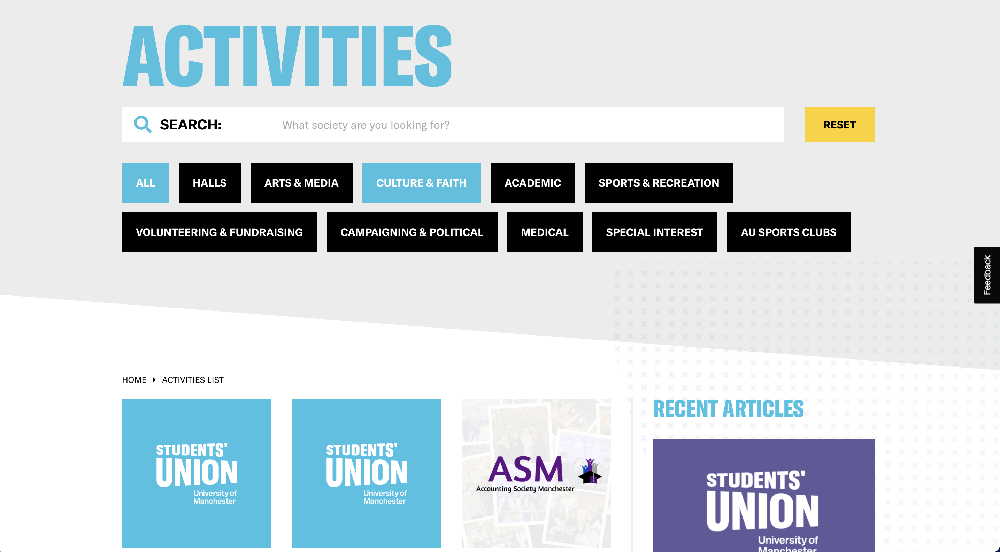 ACTIVITIES
SEARCH: What society are you looking for?
RESET
ALL
HALLS
ARTS & MEDIA
CULTURE & FAITH
ACADEMIC
SPORTS & RECREATION
VOLUNTEERING & FUNDRAISING
CAMPAIGNING & POLITICAL
MEDICAL
SPECIAL INTEREST
AU SPORTS CLUBS
Feedback
HOME ACTIVITIES LIST
STUDENTS'
UNION
University of
Manchester
STUDENTS'
UNION
University of
Manchester
ASM
Accounting Society Manchester
RECENT ARTICLES
STUDENTS'
UNION
University of
Manchester